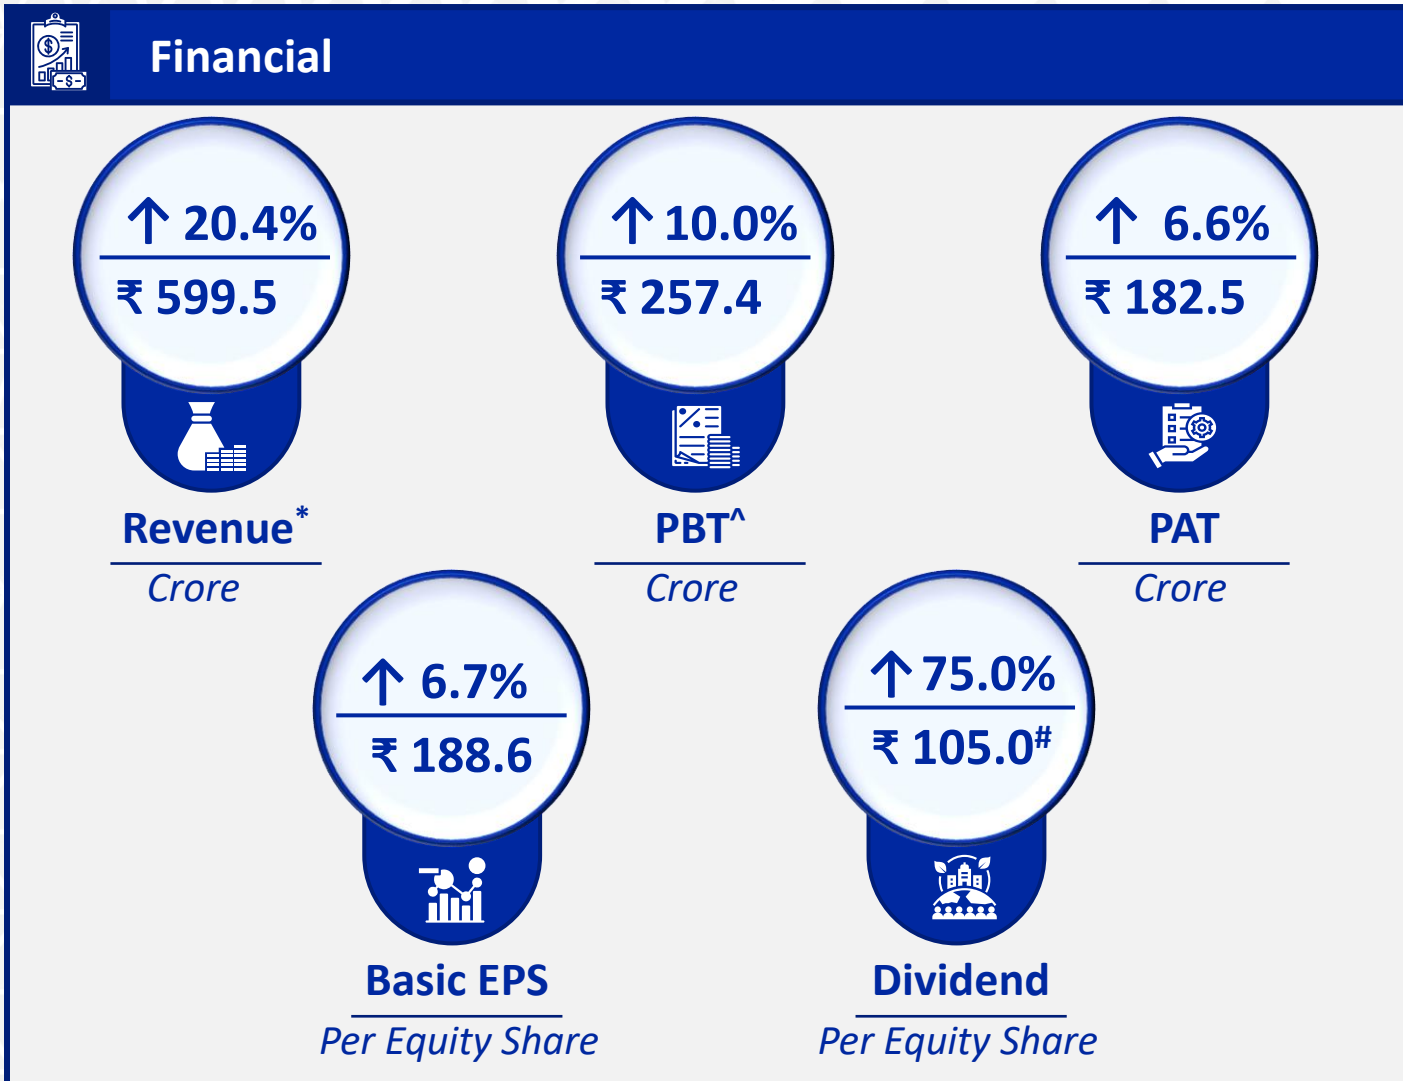 Financial
↑ 20.4%
₹ 599.5
Revenue*
Crore
↑ 10.0%
₹ 257.4
PBT^
Crore
↑ 6.6%
₹ 182.5
PAT
Crore
↑ 6.7%
₹ 188.6
Basic EPS
Per Equity Share
↑ 75.0%
₹ 105.0#
Dividend
Per Equity Share